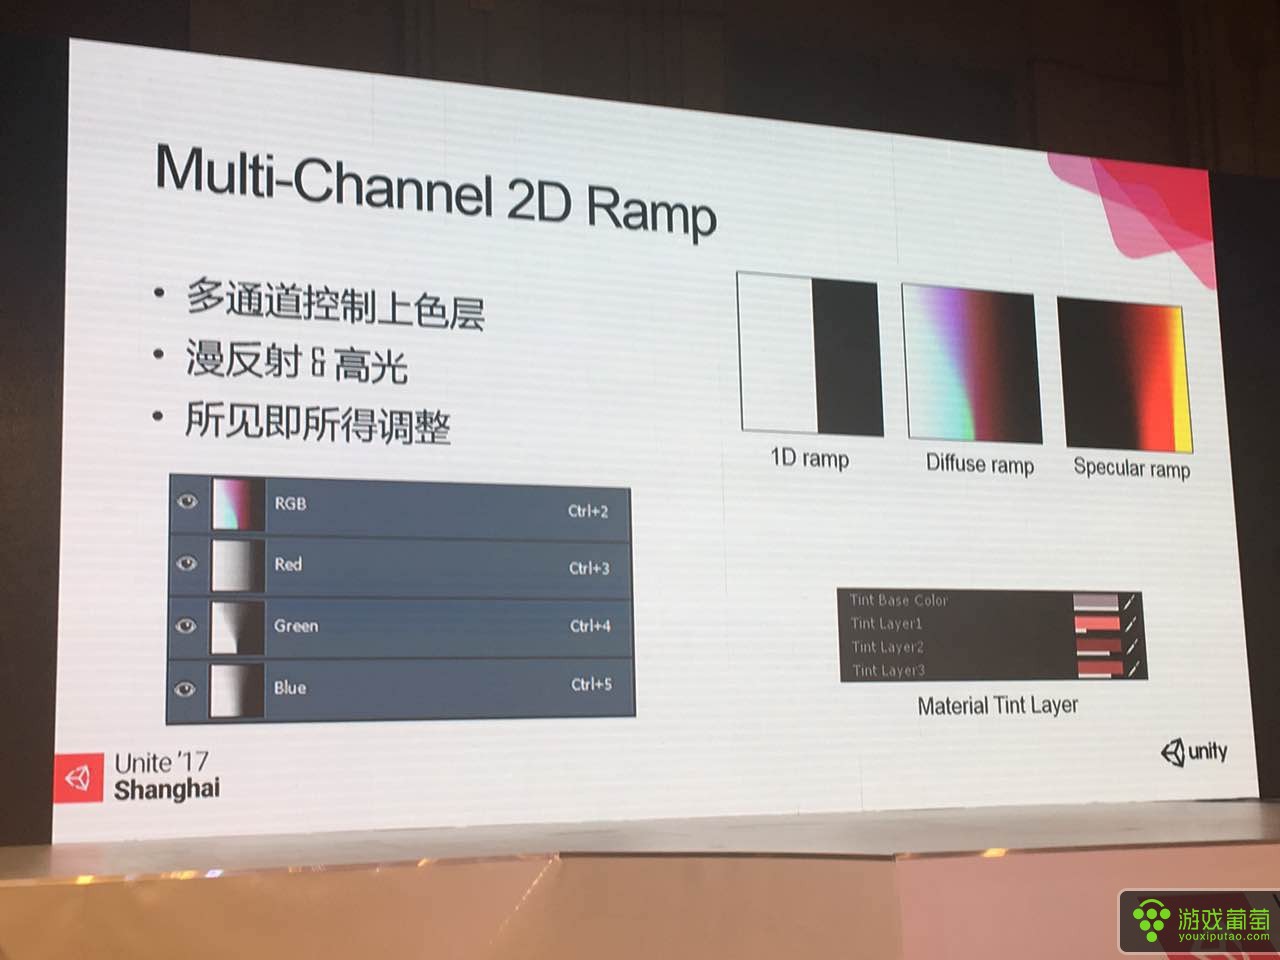 Multi-Channel 2D Ramp
• 多通道控制上色层
• 漫反射 & 高光
• 所见即所得调整
1D ramp
Diffuse ramp
Specular ramp
RGB Ctrl+2
Red Ctrl+3
Green Ctrl+4
Blue Ctrl+5
Tint Base Color
Tint Layer1
Tint Layer2
Tint Layer3
Material Tint Layer
Unite '17
Shanghai
unity
游戏葡萄
youxiputao.com